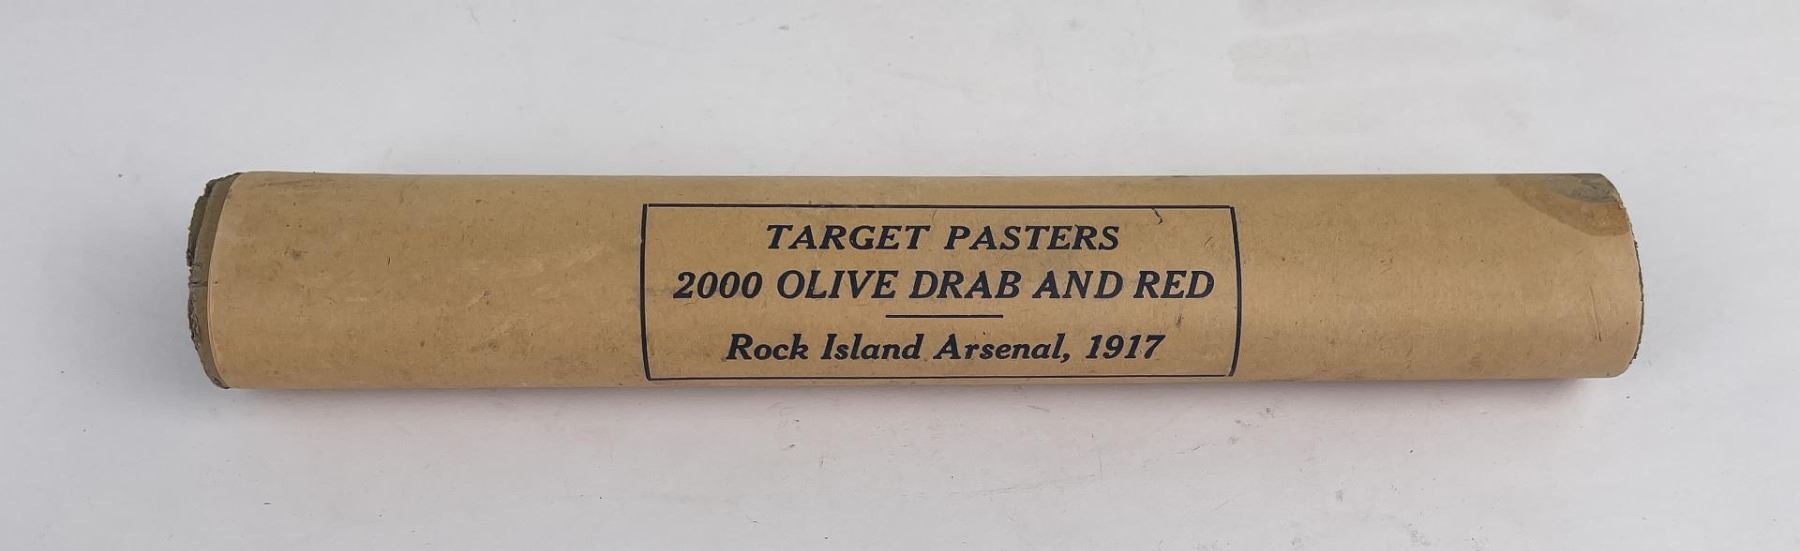 TARGET PASTERS
2000 OLIVE DRAB AND RED
Rock Island Arsenal, 1917